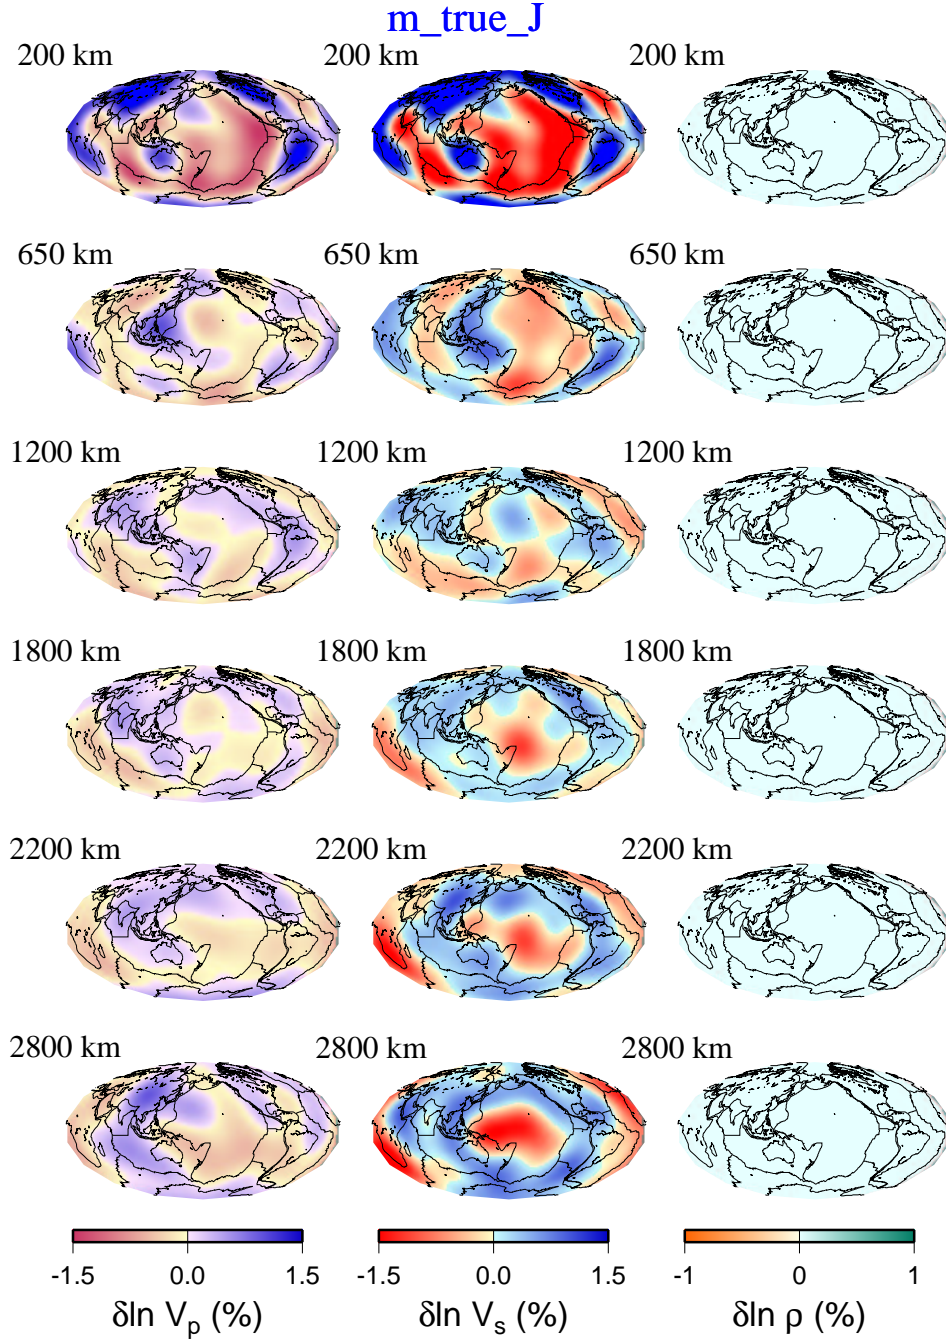 m_true_J
200 km 200 km 200 km
650 km 650 km 650 km
1200 km 1200 km 1200 km
1800 km 1800 km 1800 km
2200 km 2200 km 2200 km
2800 km 2800 km 2800 km
-1.5 0.0 1.5 -1.5 0.0 1.5 -1 0 1
δln Vp (%) δln Vs (%) δln ρ (%)